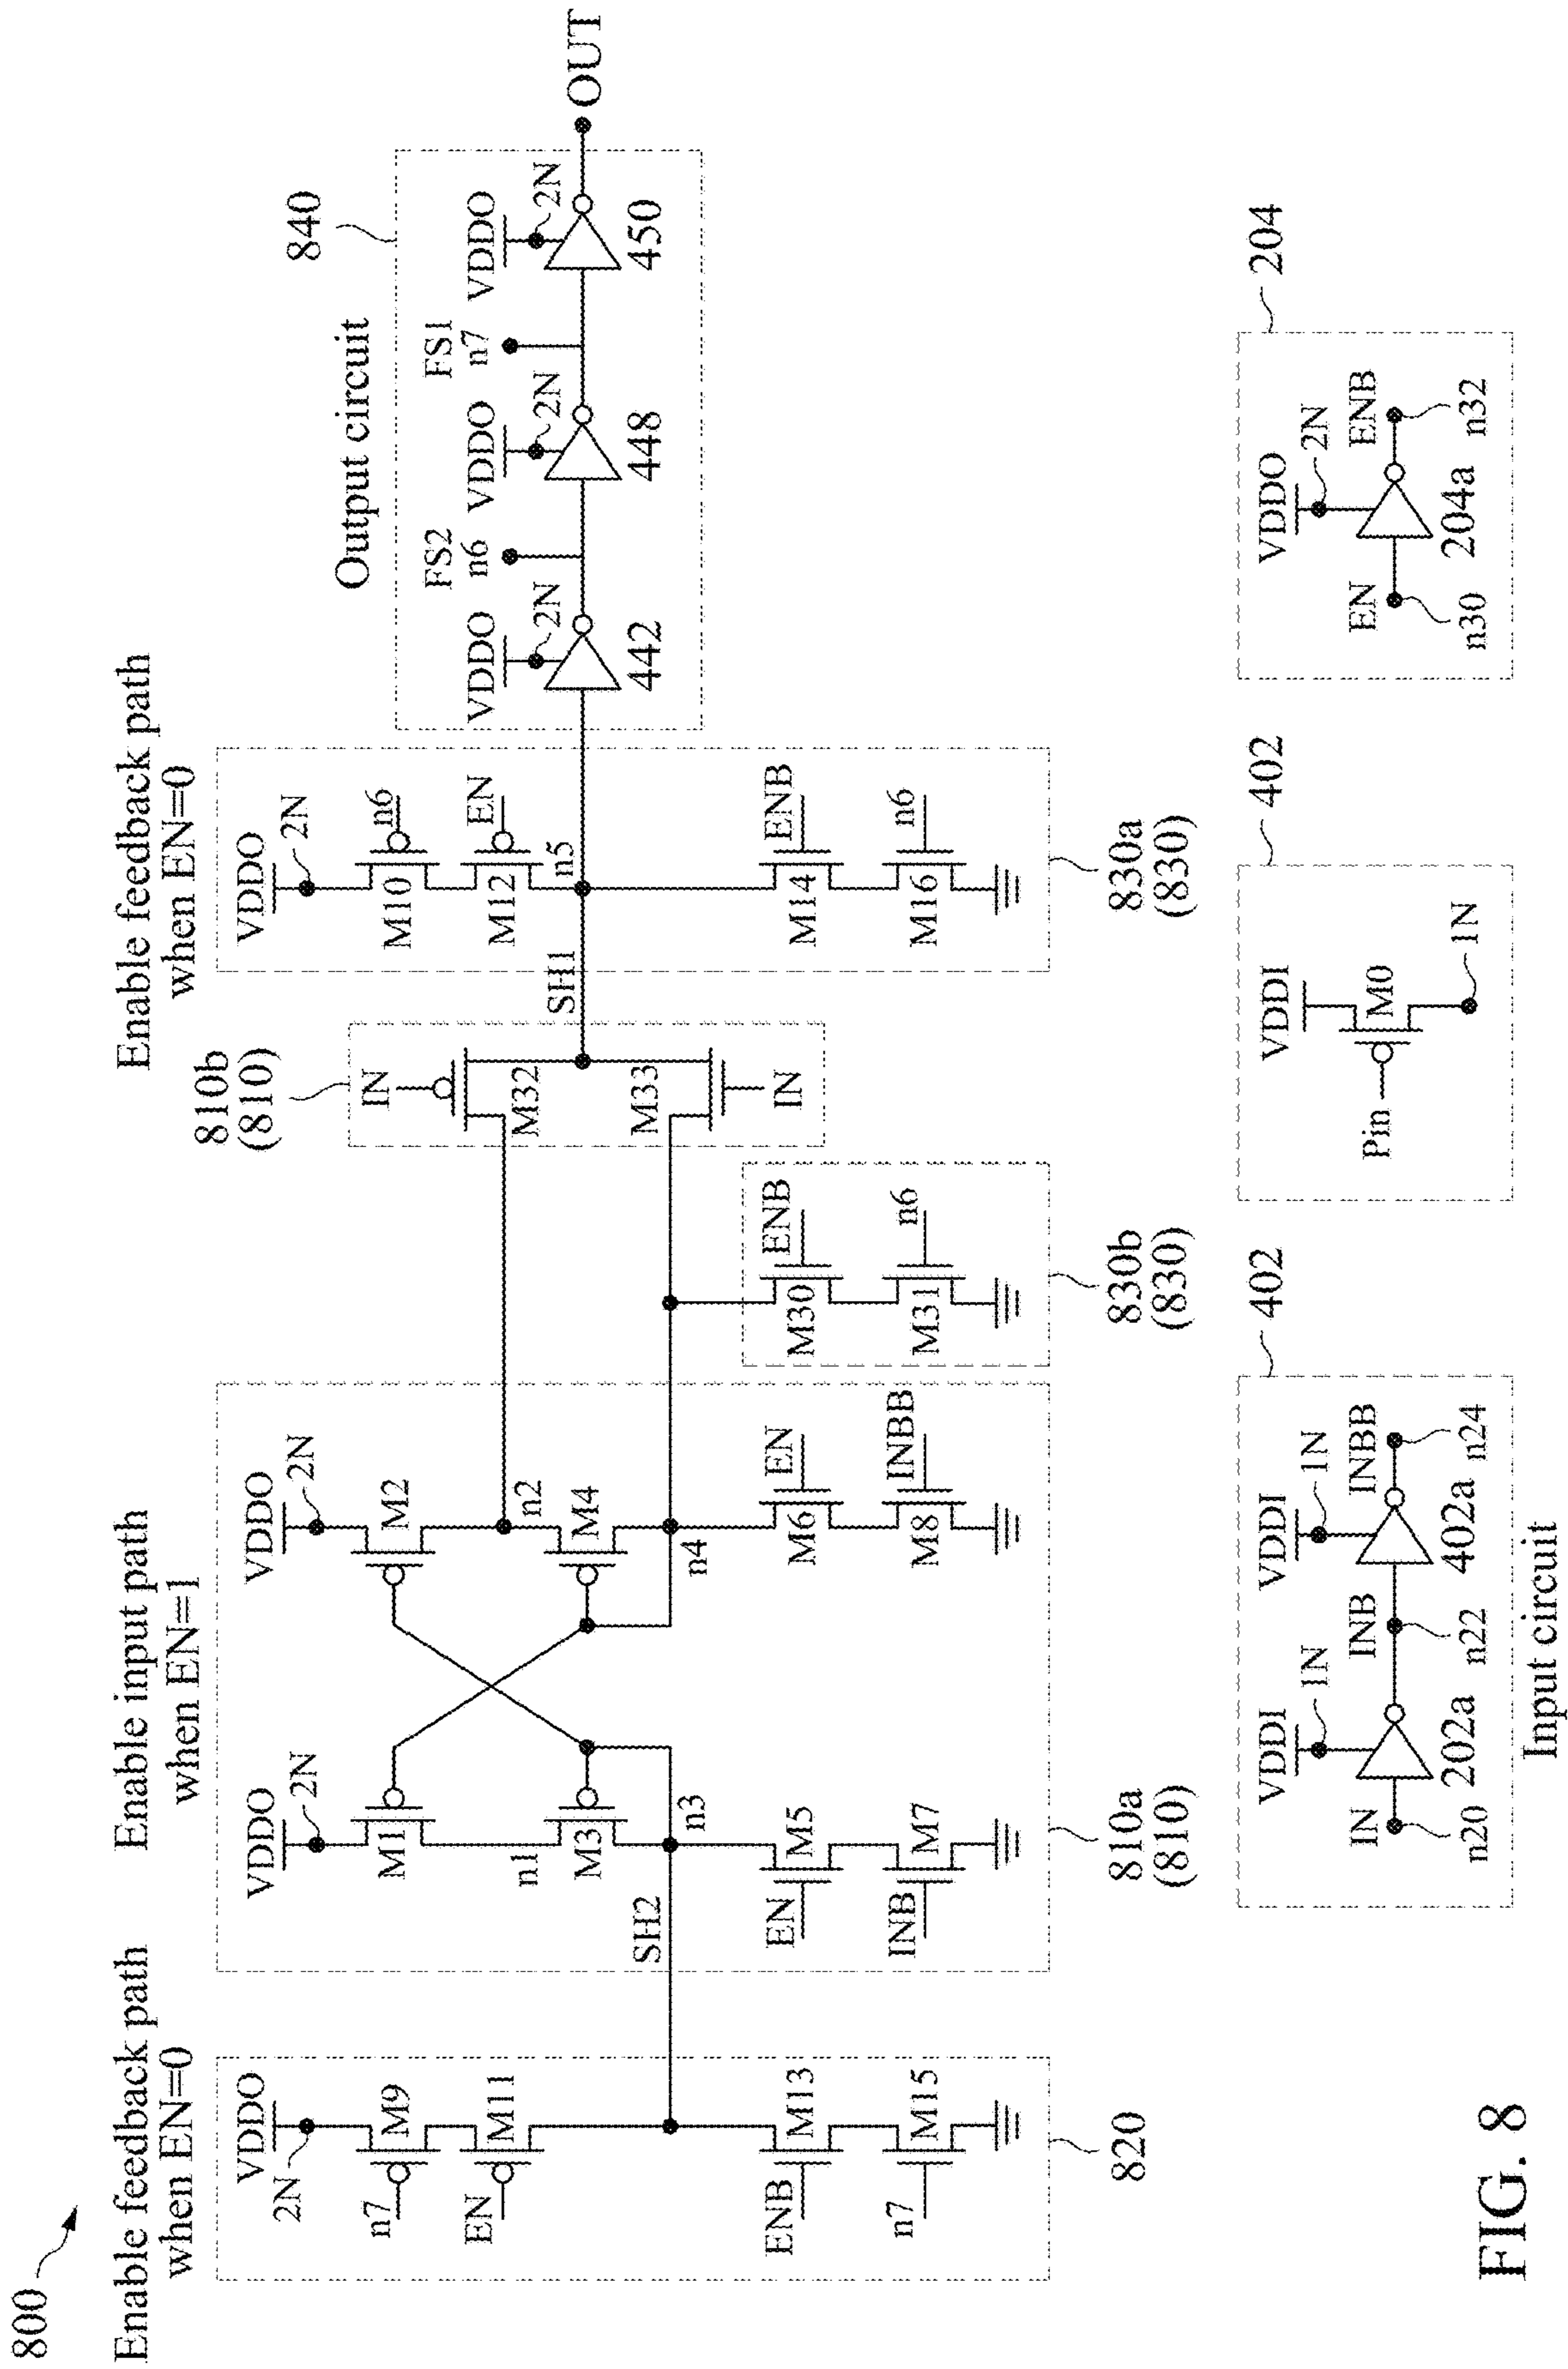 800
Enable feedback path
when EN=0
VDDO
2N
n7
M9
EN
M11
ENB
M13
n7
M15
820
SH2
Enable input path
when EN=1
VDDO
2N
M1
n1
M3
n3
EN
M5
INB
M7
VDDO
2N
M2
n2
M4
n4
EN
M6
INBB
M8
810a
(810)
ENB
M30
n6
M31
830b
(830)
810b
(810)
IN
M32
M33
IN
SH1
Enable feedback path
when EN=0
VDDO
2N
n6
M10
EN
M12
n5
ENB
M14
n6
M16
830a
(830)
Output circuit
840
VDDO
2N
442
FS2
n6
VDDO
2N
448
FS1
n7
VDDO
2N
450
OUT
402
VDDI
1N
IN
n20
202a
INB
n22
VDDI
1N
402a
INBB
n24
Input circuit
402
VDDI
Pin
M0
1N
204
VDDO
2N
EN
n30
204a
ENB
n32
FIG. 8